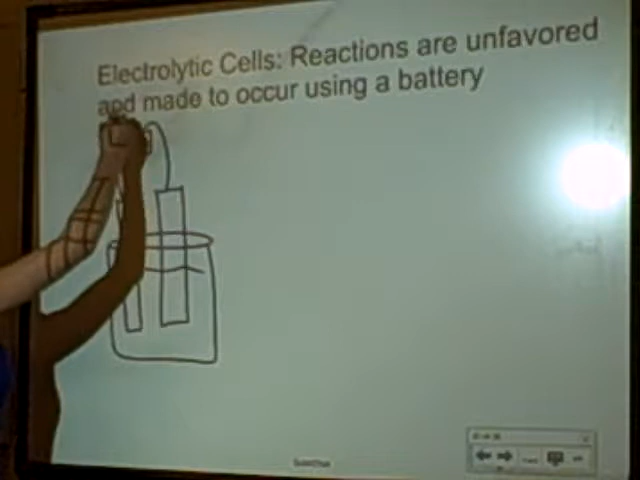 Electrolytic Cells: Reactions are unfavored
and made to occur using a battery